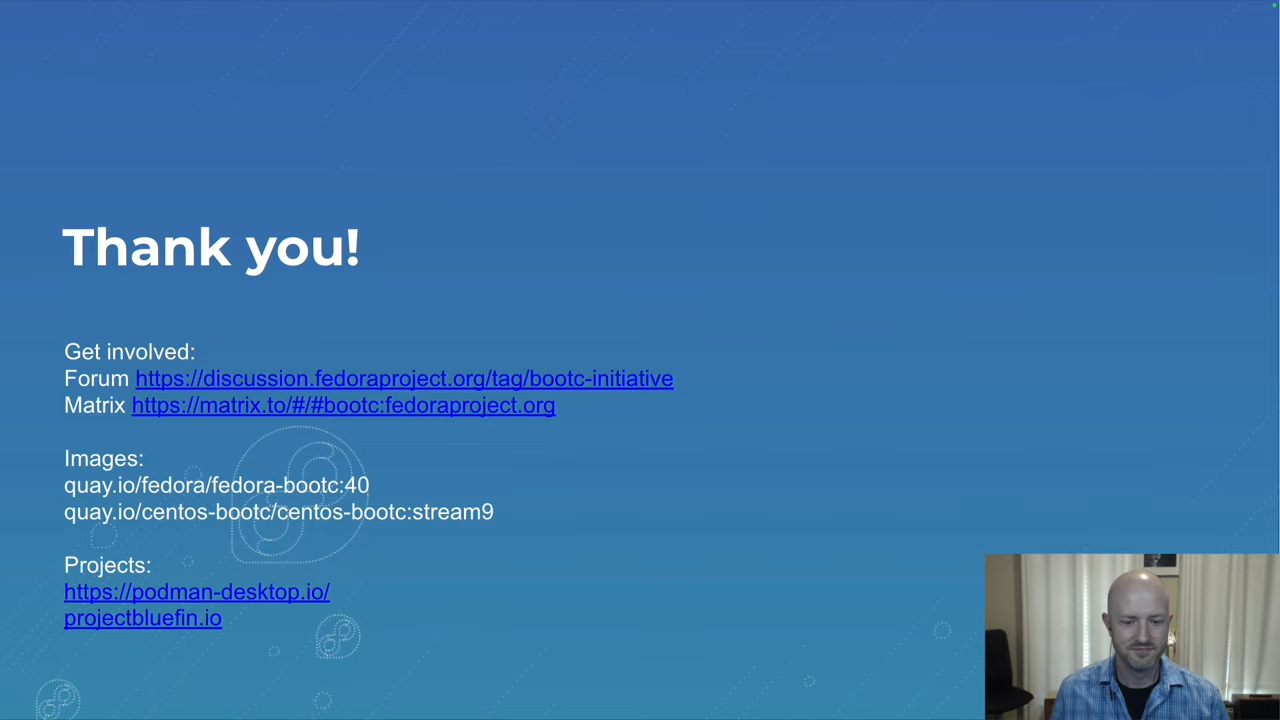 Thank you!
Get involved:
Forum https://discussion.fedoraproject.org/tag/bootc-initiative
Matrix https://matrix.to/#/#bootc:fedoraproject.org
Images:
quay.io/fedora/fedora-bootc:40
quay.io/centos-bootc/centos-bootc:stream9
Projects:
https://podman-desktop.io/
projectbluefin.io